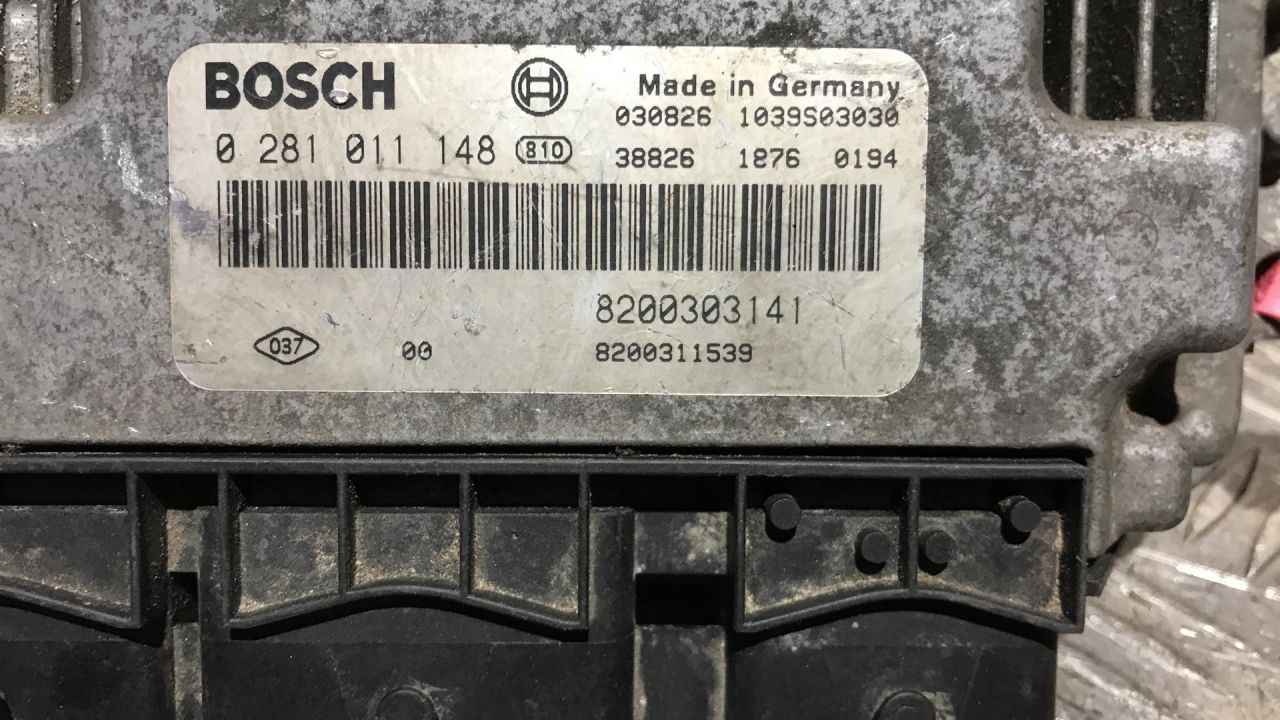 BOSCH
Made in Germany
030826 1039S03030
0 281 011 148 810
38826 1876 0194
8200303141
037 00 8200311539